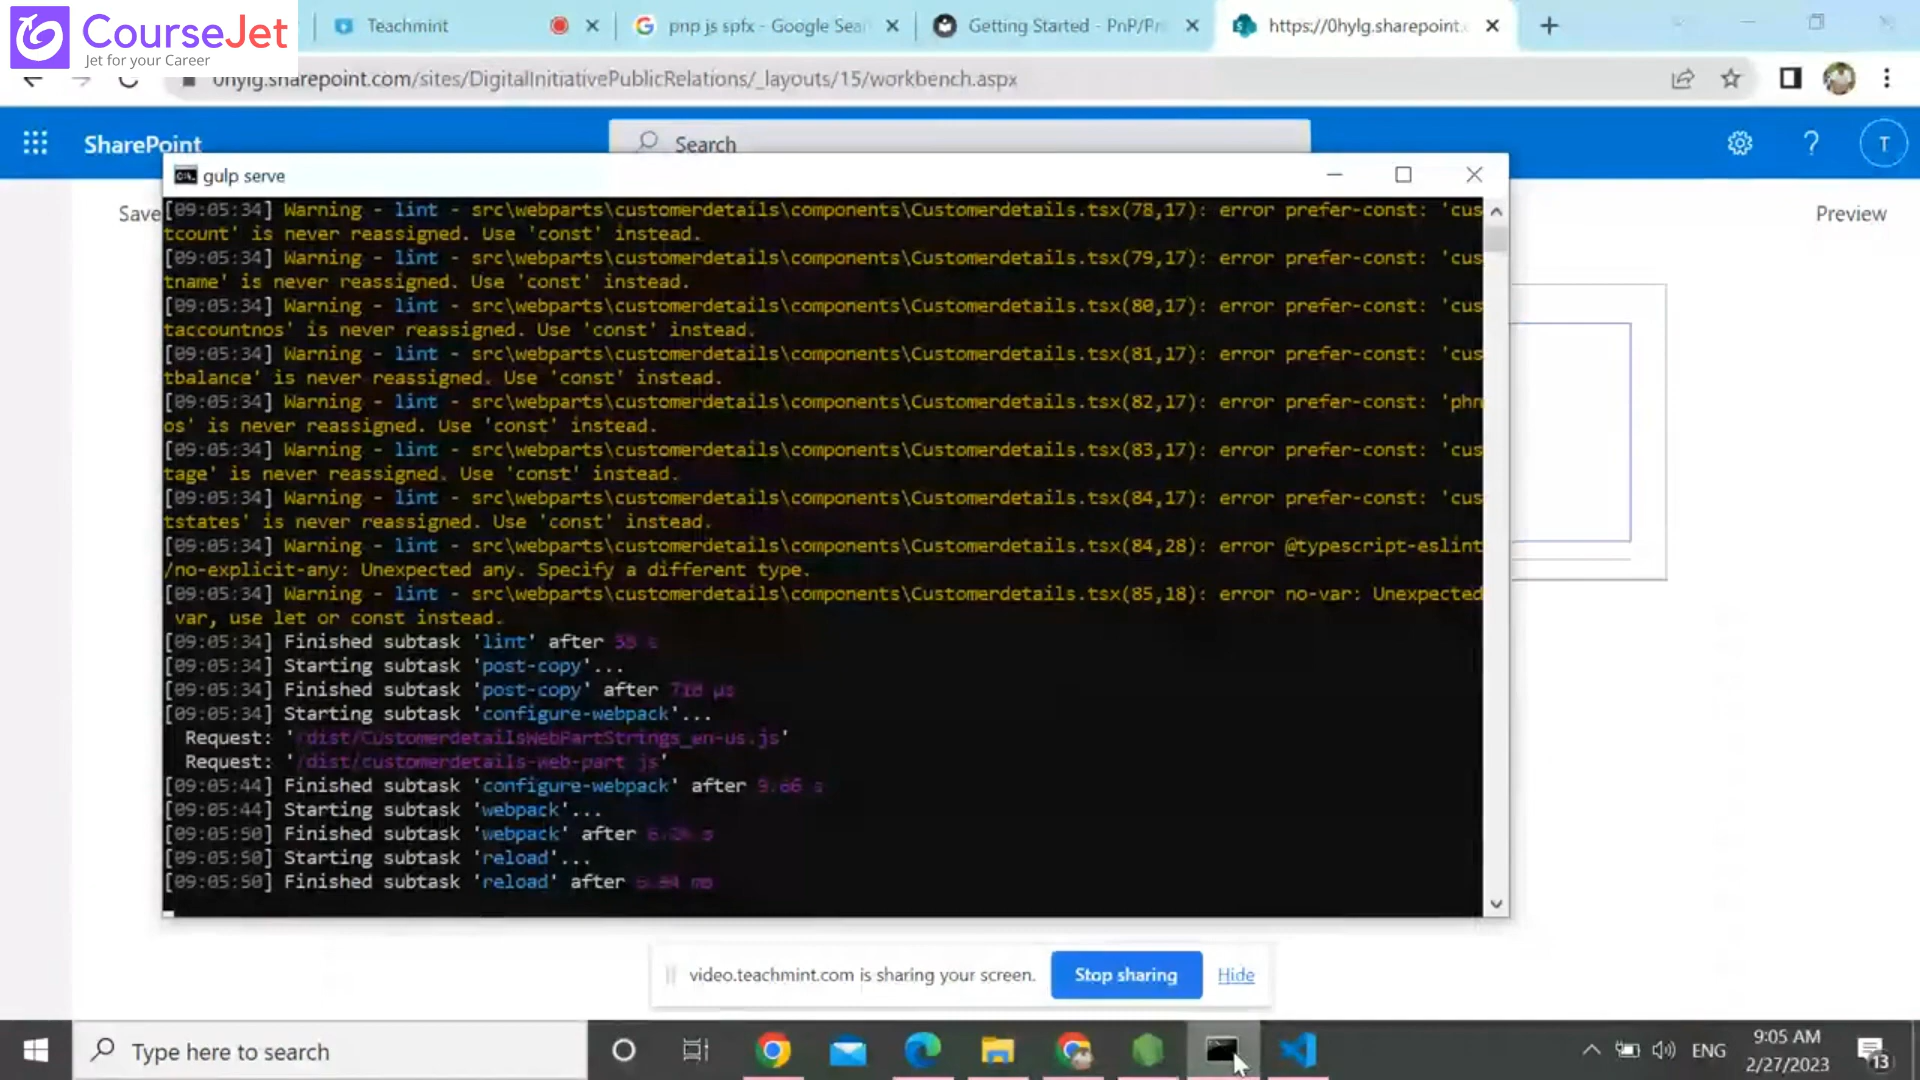 CourseJet
Jet for your Career
Teachmint
pnp js spfx - Google Sear
Getting Started - PnP/Pn
https://0hylg.sharepoint.
0hylg.sharepoint.com/sites/DigitalInitiativePublicRelations/_layouts/15/workbench.aspx
SharePoint
Search
T
Save
Preview
gulp serve
[09:05:34] Warning - lint - src\webparts\customerdetails\components\Customerdetails.tsx(78,17): error prefer-const: 'cus
tcount' is never reassigned. Use 'const' instead.
[09:05:34] Warning - lint - src\webparts\customerdetails\components\Customerdetails.tsx(79,17): error prefer-const: 'cus
tname' is never reassigned. Use 'const' instead.
[09:05:34] Warning - lint - src\webparts\customerdetails\components\Customerdetails.tsx(80,17): error prefer-const: 'cus
taccountnos' is never reassigned. Use 'const' instead.
[09:05:34] Warning - lint - src\webparts\customerdetails\components\Customerdetails.tsx(81,17): error prefer-const: 'cus
tbalance' is never reassigned. Use 'const' instead.
[09:05:34] Warning - lint - src\webparts\customerdetails\components\Customerdetails.tsx(82,17): error prefer-const: 'phn
os' is never reassigned. Use 'const' instead.
[09:05:34] Warning - lint - src\webparts\customerdetails\components\Customerdetails.tsx(83,17): error prefer-const: 'cus
tage' is never reassigned. Use 'const' instead.
[09:05:34] Warning - lint - src\webparts\customerdetails\components\Customerdetails.tsx(84,17): error prefer-const: 'cus
tstates' is never reassigned. Use 'const' instead.
[09:05:34] Warning - lint - src\webparts\customerdetails\components\Customerdetails.tsx(84,28): error @typescript-eslint
/no-explicit-any: Unexpected any. Specify a different type.
[09:05:34] Warning - lint - src\webparts\customerdetails\components\Customerdetails.tsx(85,18): error no-var: Unexpected
var, use let or const instead.
[09:05:34] Finished subtask 'lint' after
[09:05:34] Starting subtask 'post-copy'...
[09:05:34] Finished subtask 'post-copy' after
[09:05:34] Starting subtask 'configure-webpack'...
Request: '/dist/CustomerdetailsWebPartStrings_en-us.js'
Request: '/dist/customerdetails-web-part.js'
[09:05:44] Finished subtask 'configure-webpack' after 9.66 s
[09:05:44] Starting subtask 'webpack'...
[09:05:50] Finished subtask 'webpack' after
[09:05:50] Starting subtask 'reload'...
[09:05:50] Finished subtask 'reload' after
video.teachmint.com is sharing your screen.
Stop sharing
Hide
Type here to search
ENG
9:05 AM
2/27/2023
13